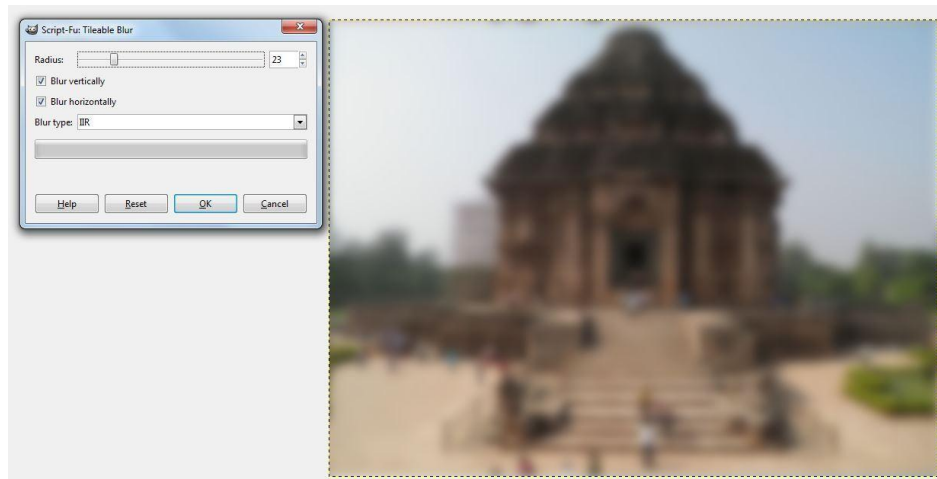 Script-Fu: Tileable Blur
Radius: 23
Blur vertically
Blur horizontally
Blur type: IIR
Help Reset OK Cancel